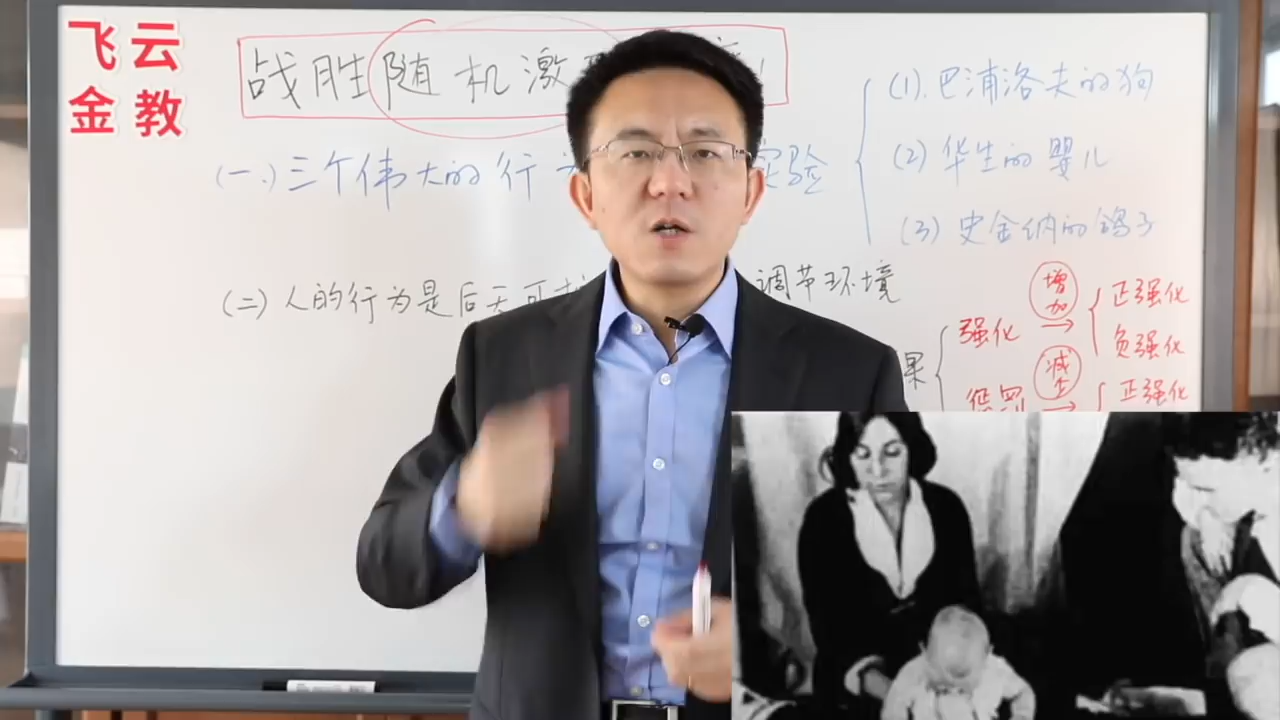 飞云
金教
战胜随机激
(一.)三个伟大的行
实验
(1).巴浦洛夫的狗
(2)华生的婴儿
(3)史金纳的鸽子
(二)人的行为是后天可
调节环境
果
强化
增加
正强化
负强化
惩罚
减少
正强化